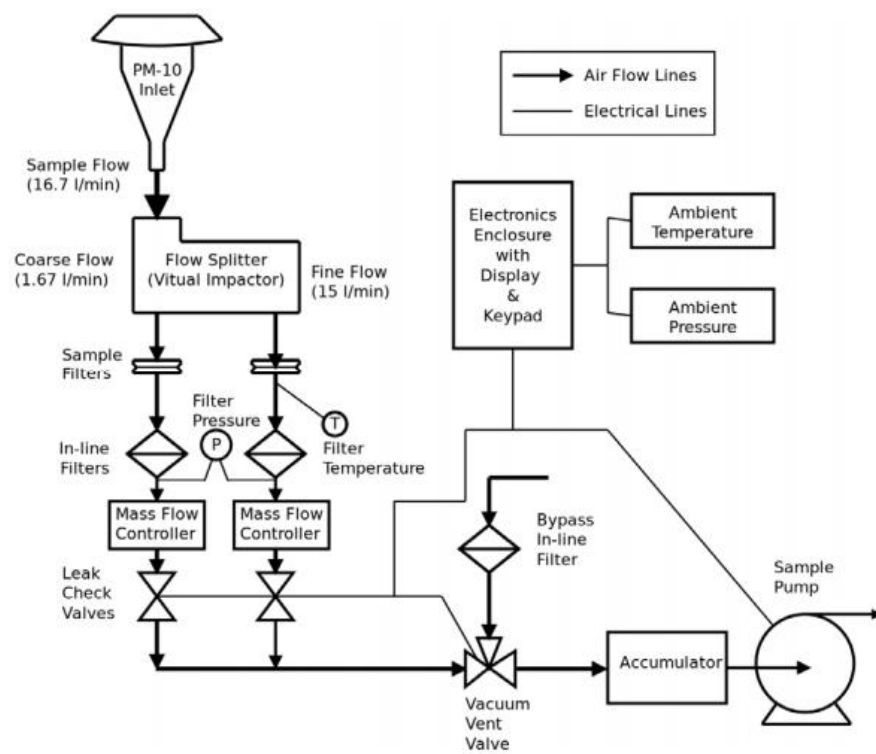 PM-10
Inlet
Air Flow Lines
Electrical Lines
Sample Flow
(16.7 l/min)
Electronics
Enclosure
with
Display
&
Keypad
Ambient
Temperature
Ambient
Pressure
Coarse Flow
(1.67 l/min)
Flow Splitter
(Vitual Impactor)
Fine Flow
(15 l/min)
Sample
Filters
Filter
Pressure
P
T
Filter
Temperature
In-line
Filters
Mass Flow
Controller
Mass Flow
Controller
Bypass
In-line
Filter
Leak
Check
Valves
Sample
Pump
Accumulator
Vacuum
Vent
Valve